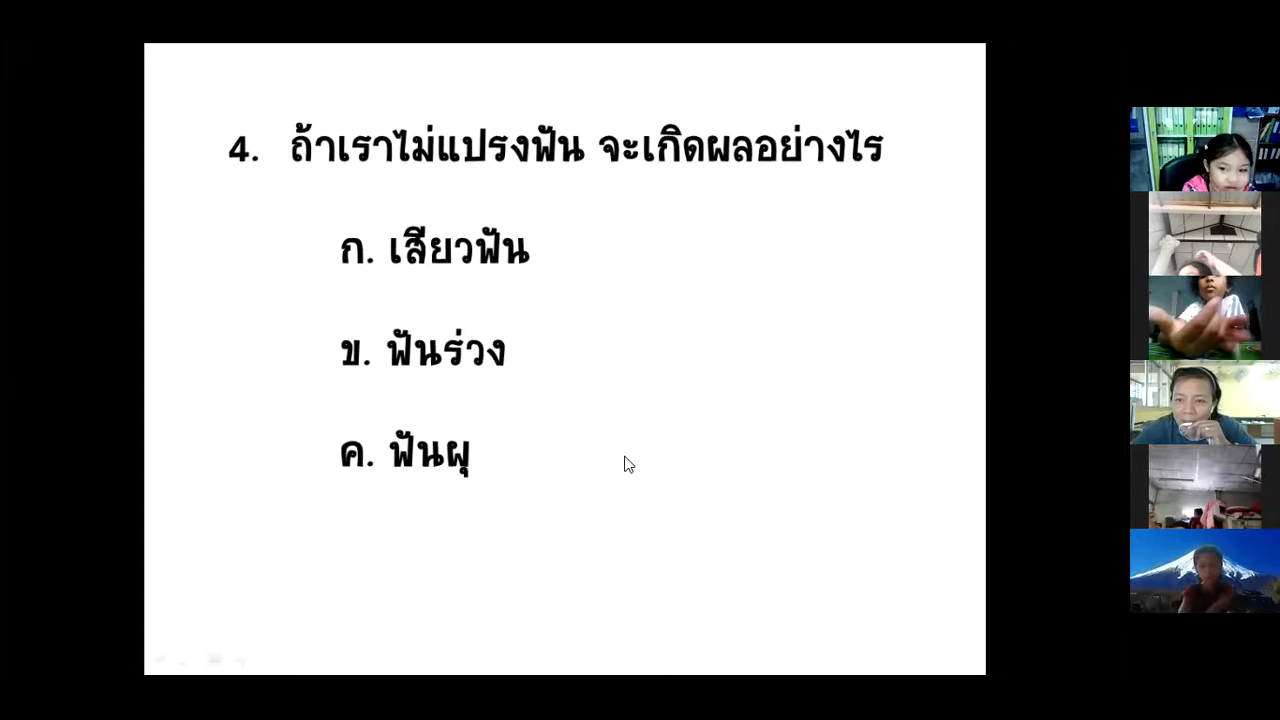 4. ถ้าเราไม่แปรงฟัน จะเกิดผลอย่างไร
ก. เสียวฟัน
ข. ฟันร่วง
ค. ฟันผุ